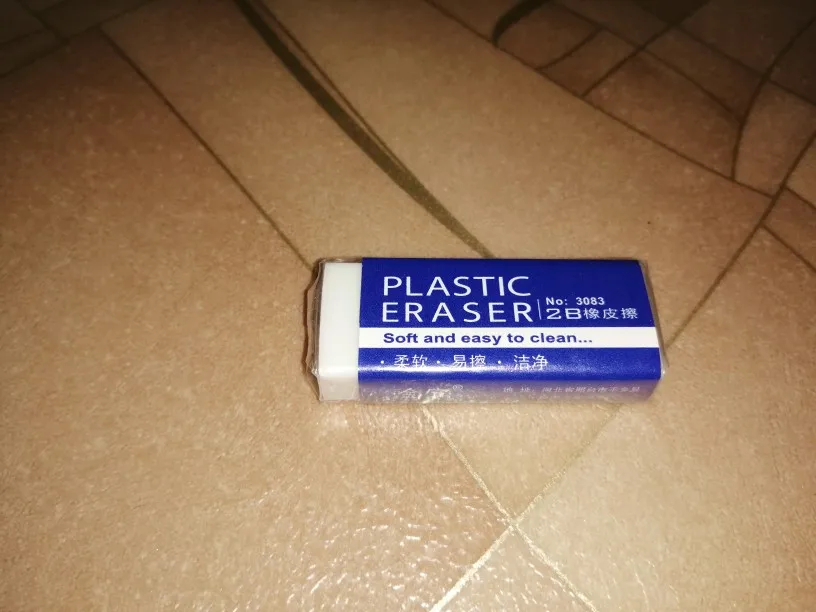 PLASTIC
ERASER
No: 3083
2B橡皮擦
Soft and easy to clean...
· 柔软 · 易擦 · 洁净